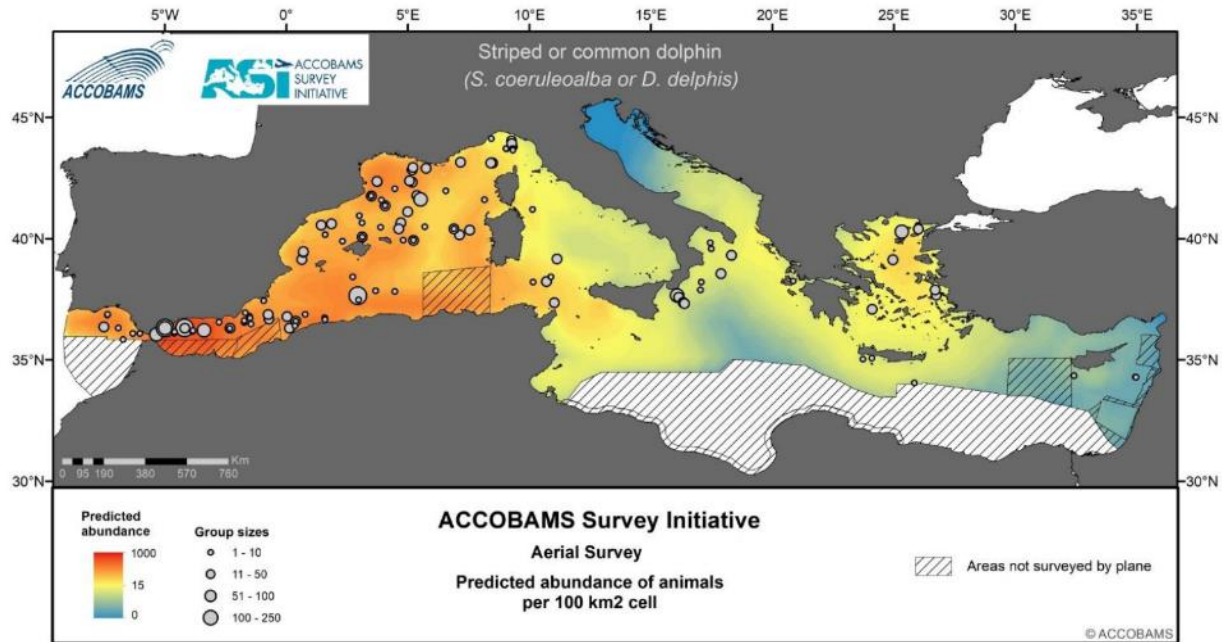 5°W 0° 5°E 10°E 15°E 20°E 25°E 30°E 35°E
ACCOBAMS
ASI
ACCOBAMS
SURVEY
INITIATIVE
Striped or common dolphin
(S. coeruleoalba or D. delphis)
45°N 45°N
40°N 40°N
35°N 35°N
30°N 30°N
Km
0 95 190 380 570 760
Predicted
abundance
1000
15
0
Group sizes
1 - 10
11 - 50
51 - 100
100 - 250
ACCOBAMS Survey Initiative
Aerial Survey
Predicted abundance of animals
per 100 km2 cell
Areas not surveyed by plane
© ACCOBAMS